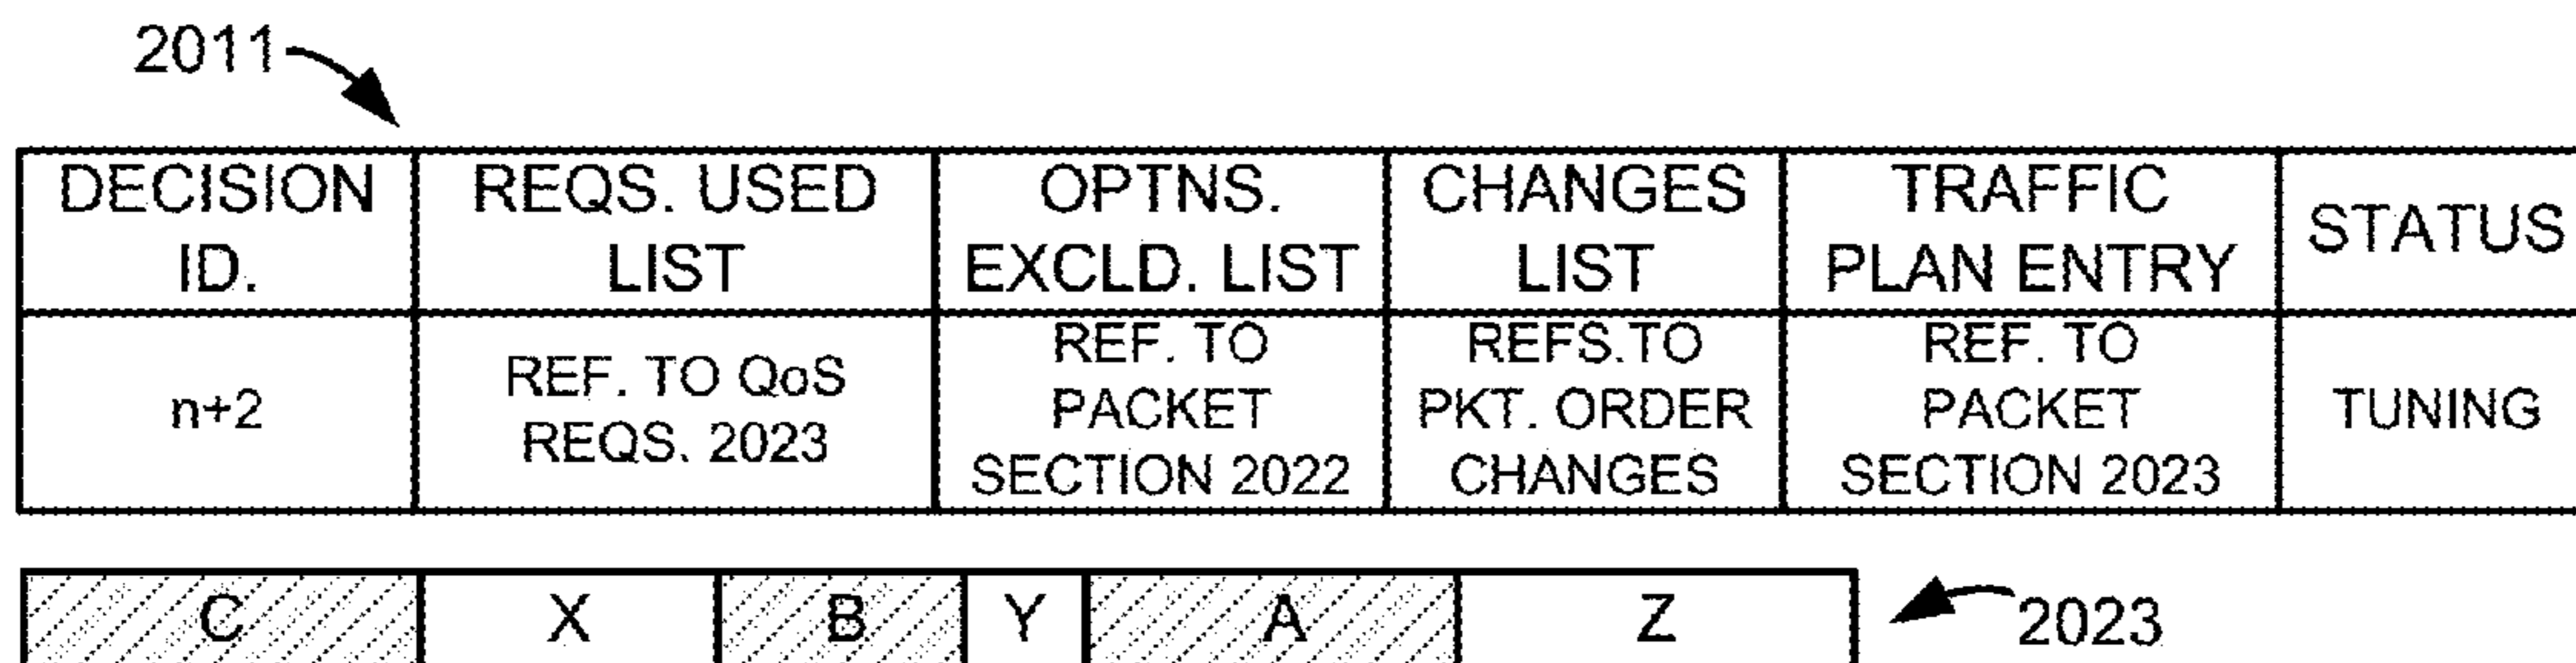 2011
DECISION
ID.
REQS. USED
LIST
OPTNS.
EXCLD. LIST
CHANGES
LIST
TRAFFIC
PLAN ENTRY
STATUS
n+2
REF. TO QoS
REQS. 2023
REF. TO
PACKET
SECTION 2022
REFS.TO
PKT. ORDER
CHANGES
REF. TO
PACKET
SECTION 2023
TUNING
C X B Y A Z
2023